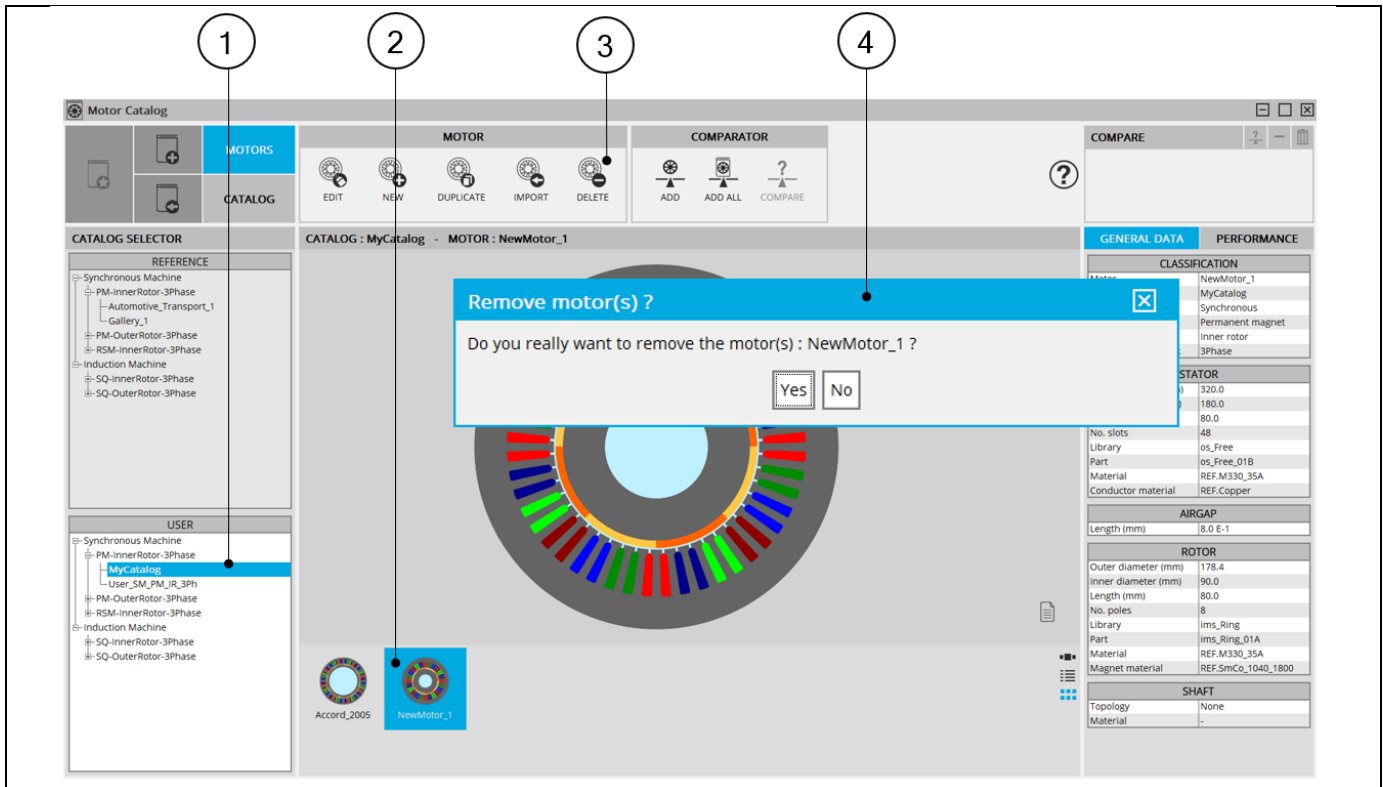 1
2
3
4
Motor Catalog
MOTORS
CATALOG
MOTOR
EDIT
NEW
DUPLICATE
IMPORT
DELETE
COMPARATOR
?
ADD
ADD ALL
COMPARE
?
COMPARE
?
CATALOG SELECTOR
REFERENCE
Synchronous Machine
PM-InnerRotor-3Phase
Automotive_Transport_1
Gallery_1
PM-OuterRotor-3Phase
RSM-InnerRotor-3Phase
Induction Machine
SQ-InnerRotor-3Phase
SQ-OuterRotor-3Phase
USER
Synchronous Machine
PM-InnerRotor-3Phase
MyCatalog
User_SM_PM_IR_3Ph
PM-OuterRotor-3Phase
RSM-InnerRotor-3Phase
Induction Machine
SQ-InnerRotor-3Phase
SQ-OuterRotor-3Phase
CATALOG : MyCatalog - MOTOR : NewMotor_1
Remove motor(s) ?
Do you really want to remove the motor(s) : NewMotor_1 ?
Yes No
Accord_2005
NewMotor_1
GENERAL DATA PERFORMANCE
CLASSIFICATION
Motor NewMotor_1
MyCatalog
Synchronous
Permanent magnet
Inner rotor
3Phase
STATOR
320.0
180.0
80.0
No. slots 48
Library os_Free
Part os_Free_01B
Material REF.M330_35A
Conductor material REF.Copper
AIRGAP
Length (mm) 8.0 E-1
ROTOR
Outer diameter (mm) 178.4
Inner diameter (mm) 90.0
Length (mm) 80.0
No. poles 8
Library ims_Ring
Part ims_Ring_01A
Material REF.M330_35A
Magnet material REF.SmCo_1040_1800
SHAFT
Topology None
Material -